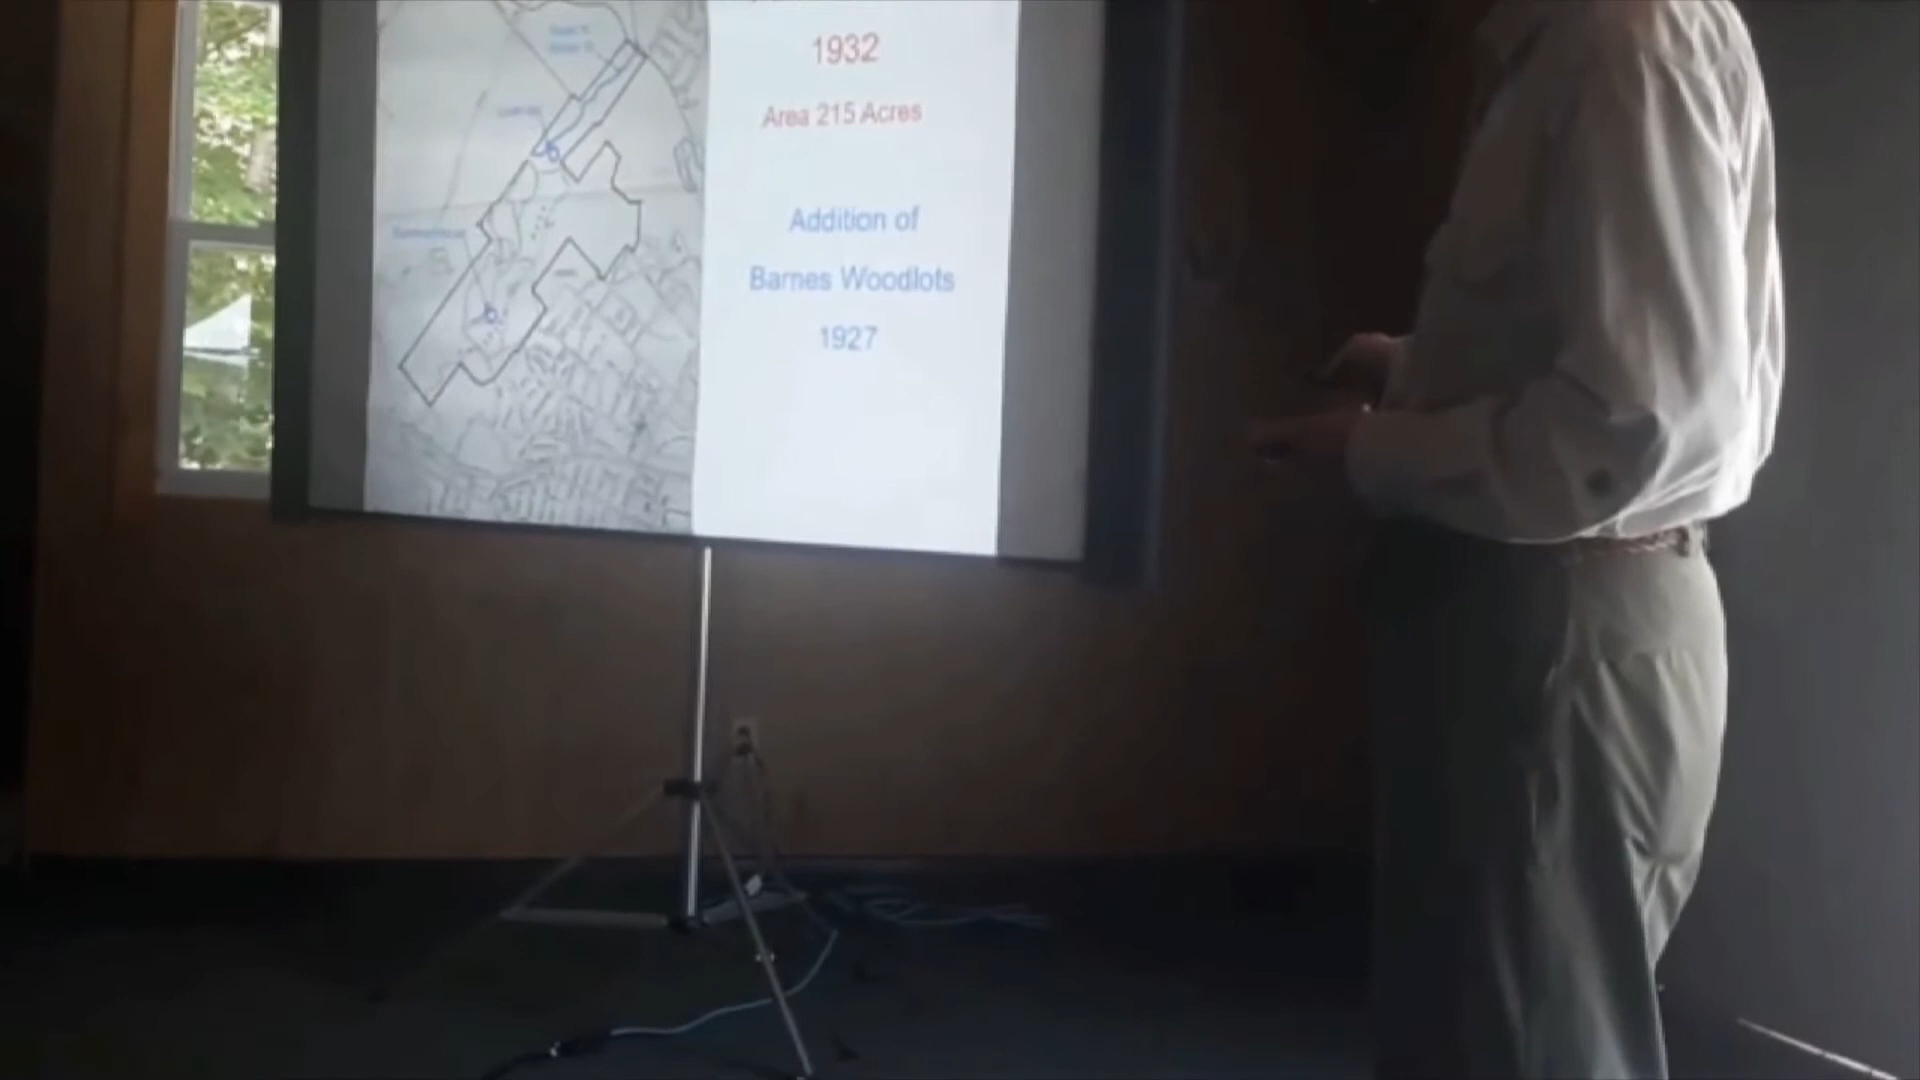 1932
Area 215 Acres
Addition of
Barnes Woodlots
1927